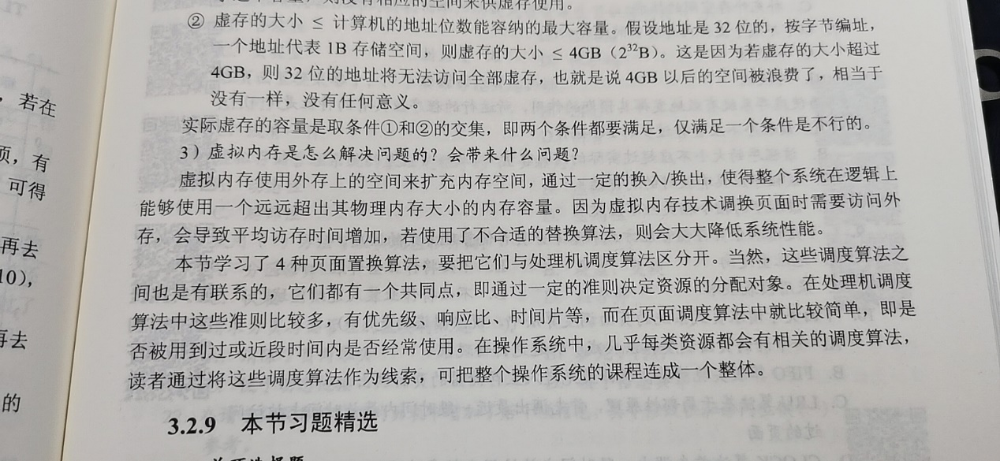 则没有相应的空间来供虚存使用。
② 虚存的大小 ≤ 计算机的地址位数能容纳的最大容量。假设地址是 32 位的，按字节编址，
一个地址代表 1B 存储空间，则虚存的大小 ≤ 4GB（2³²B）。这是因为若虚存的大小超过
4GB，则 32 位的地址将无法访问全部虚存，也就是说 4GB 以后的空间被浪费了，相当于
没有一样，没有任何意义。
实际虚存的容量是取条件①和②的交集，即两个条件都要满足，仅满足一个条件是不行的。
3）虚拟内存是怎么解决问题的？会带来什么问题？
虚拟内存使用外存上的空间来扩充内存空间，通过一定的换入/换出，使得整个系统在逻辑上
能够使用一个远远超出其物理内存大小的内存容量。因为虚拟内存技术调换页面时需要访问外
存，会导致平均访存时间增加，若使用了不合适的替换算法，则会大大降低系统性能。
本节学习了 4 种页面置换算法，要把它们与处理机调度算法区分开。当然，这些调度算法之
间也是有联系的，它们都有一个共同点，即通过一定的准则决定资源的分配对象。在处理机调度
算法中这些准则比较多，有优先级、响应比、时间片等，而在页面调度算法中就比较简单，即是
否被用到过或近段时间内是否经常使用。在操作系统中，几乎每类资源都会有相关的调度算法，
读者通过将这些调度算法作为线索，可把整个操作系统的课程连成一个整体。
3.2.9 本节习题精选
，若在
，有
可得
再去
10)，
再去
的